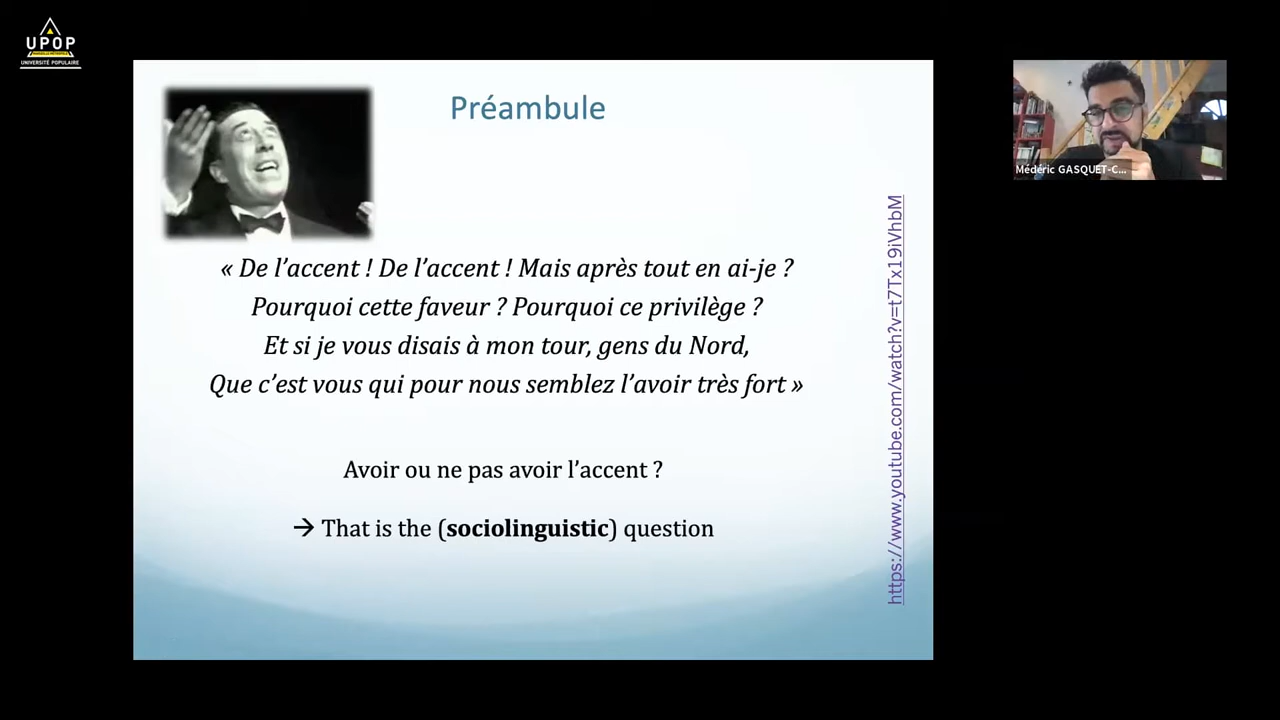 UPOP
UNIVERSITÉ POPULAIRE
Préambule
« De l’accent ! De l’accent ! Mais après tout en ai-je ?
Pourquoi cette faveur ? Pourquoi ce privilège ?
Et si je vous disais à mon tour, gens du Nord,
Que c’est vous qui pour nous semblez l’avoir très fort »
Avoir ou ne pas avoir l’accent ?
→ That is the (sociolinguistic) question
https://www.youtube.com/watch?v=t7Tx19iVhbM
Médéric GASQUET-C...